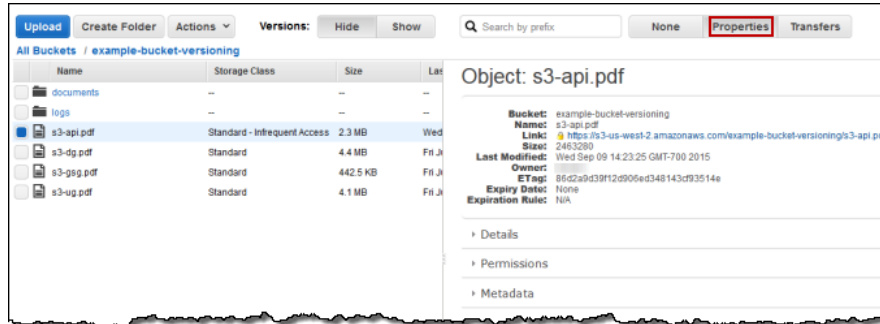 Upload Create Folder Actions Versions: Hide Show Search by prefix None Properties Transfers
All Buckets / example-bucket-versioning
Name Storage Class Size Las
documents -- --
logs -- --
s3-api.pdf Standard - Infrequent Access 2.3 MB Wed
s3-dg.pdf Standard 4.4 MB Fri Ju
s3-gsg.pdf Standard 442.5 KB Fri Ju
s3-ug.pdf Standard 4.1 MB Fri Ju
Object: s3-api.pdf
Bucket: example-bucket-versioning
Name: s3-api.pdf
Link: https://s3-us-west-2.amazonaws.com/example-bucket-versioning/s3-api.pd
Size: 2463280
Last Modified: Wed Sep 09 14:23:25 GMT-700 2015
Owner:
ETag: 86d2a9d39f12d906ed348143cf93514e
Expiry Date: None
Expiration Rule: N/A
Details
Permissions
Metadata